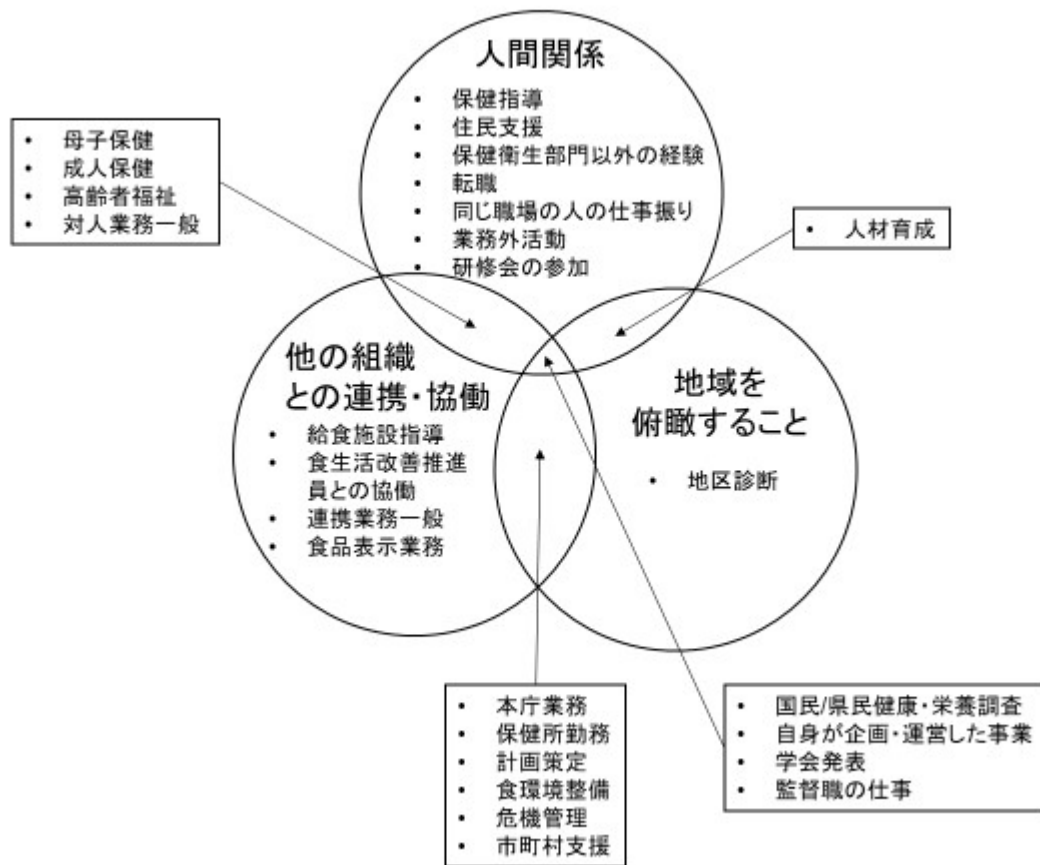 人間関係
• 保健指導
• 住民支援
• 保健衛生部門以外の経験
• 転職
• 同じ職場の人の仕事振り
• 業務外活動
• 研修会の参加
• 母子保健
• 成人保健
• 高齢者福祉
• 対人業務一般
• 人材育成
他の組織
との連携・協働
• 給食施設指導
• 食生活改善推進
員との協働
• 連携業務一般
• 食品表示業務
地域を
俯瞰すること
• 地区診断
• 本庁業務
• 保健所勤務
• 計画策定
• 食環境整備
• 危機管理
• 市町村支援
• 国民/県民健康・栄養調査
• 自身が企画・運営した事業
• 学会発表
• 監督職の仕事